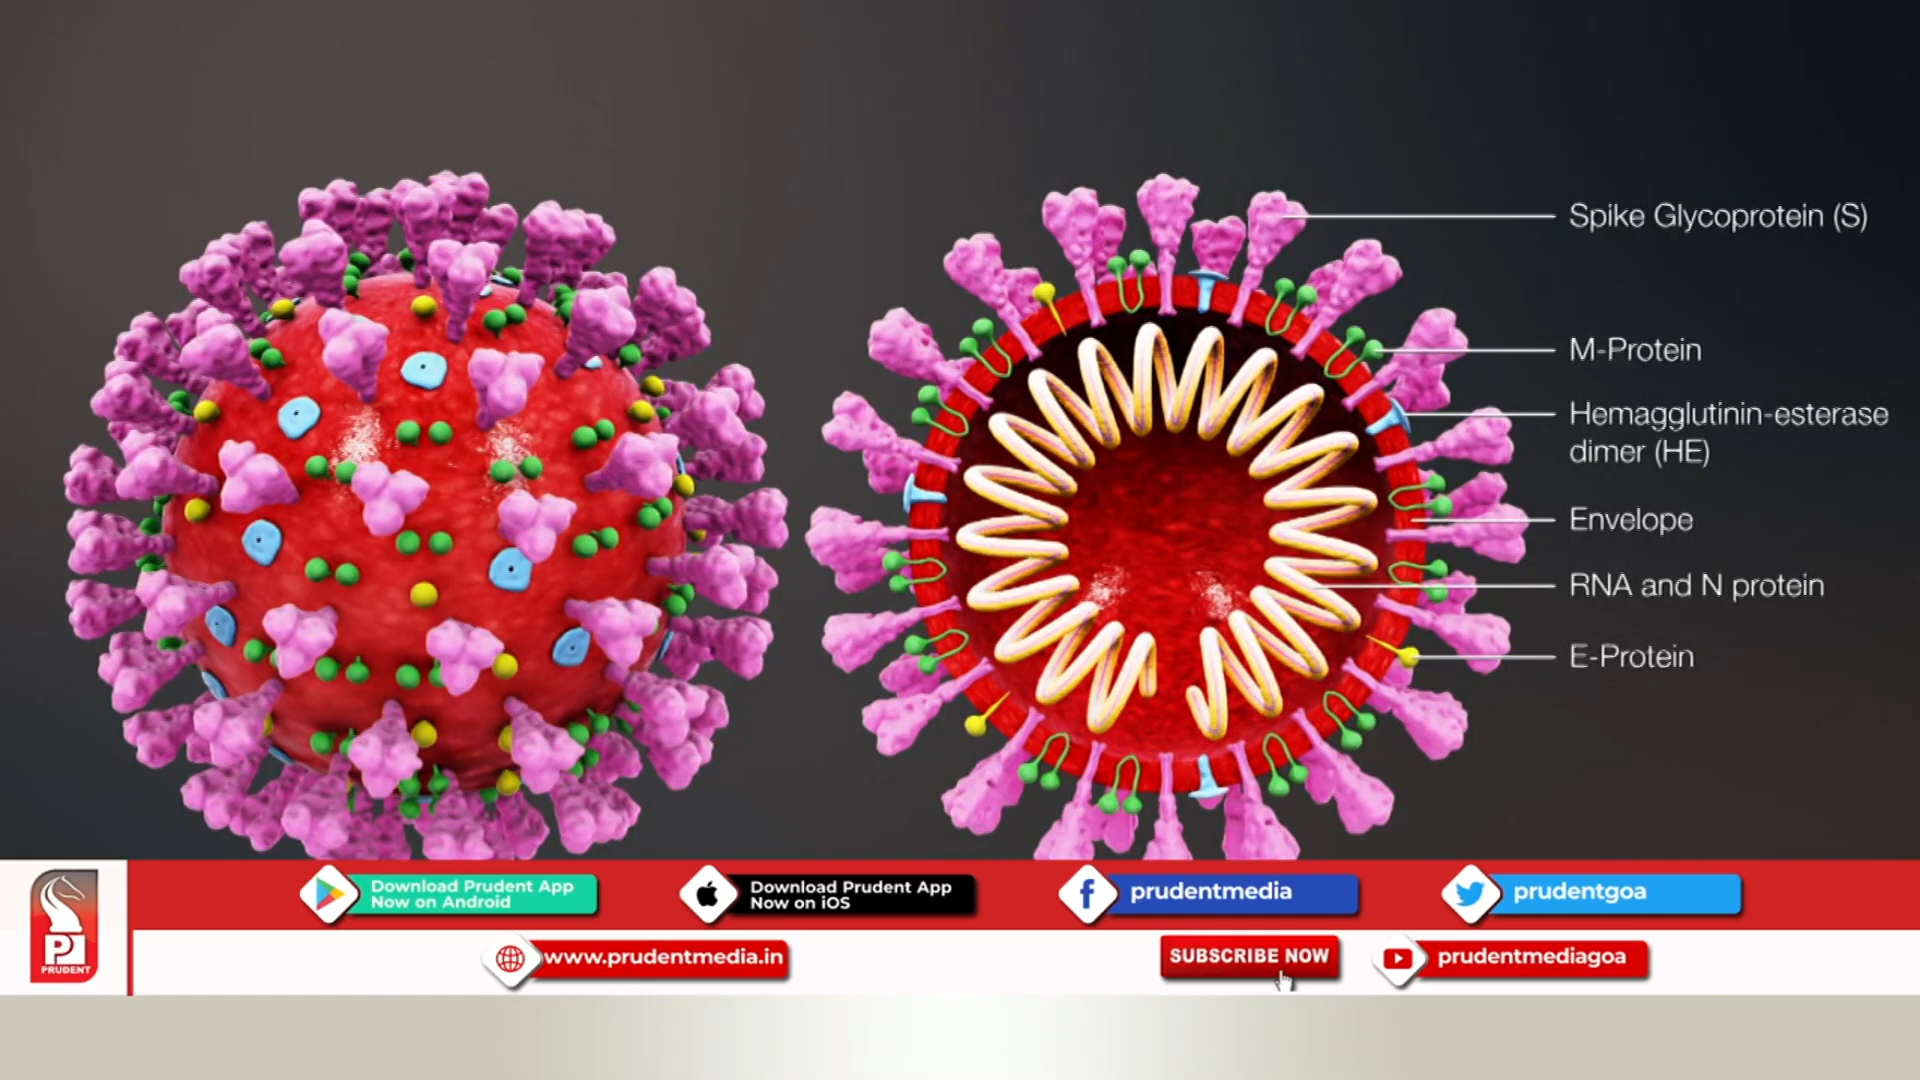 Spike Glycoprotein (S)
M-Protein
Hemagglutinin-esterase
dimer (HE)
Envelope
RNA and N protein
E-Protein
Download Prudent App
Now on Android
Download Prudent App
Now on iOS
prudentmedia
prudentgoa
PRUDENT
www.prudentmedia.in
SUBSCRIBE NOW
prudentmediagoa